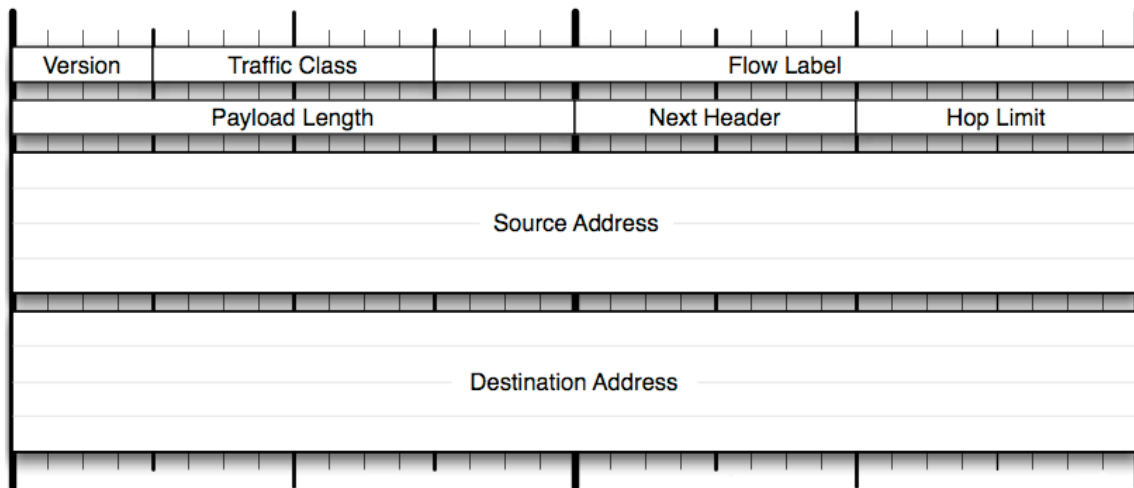 Version Traffic Class Flow Label
Payload Length Next Header Hop Limit
Source Address
Destination Address